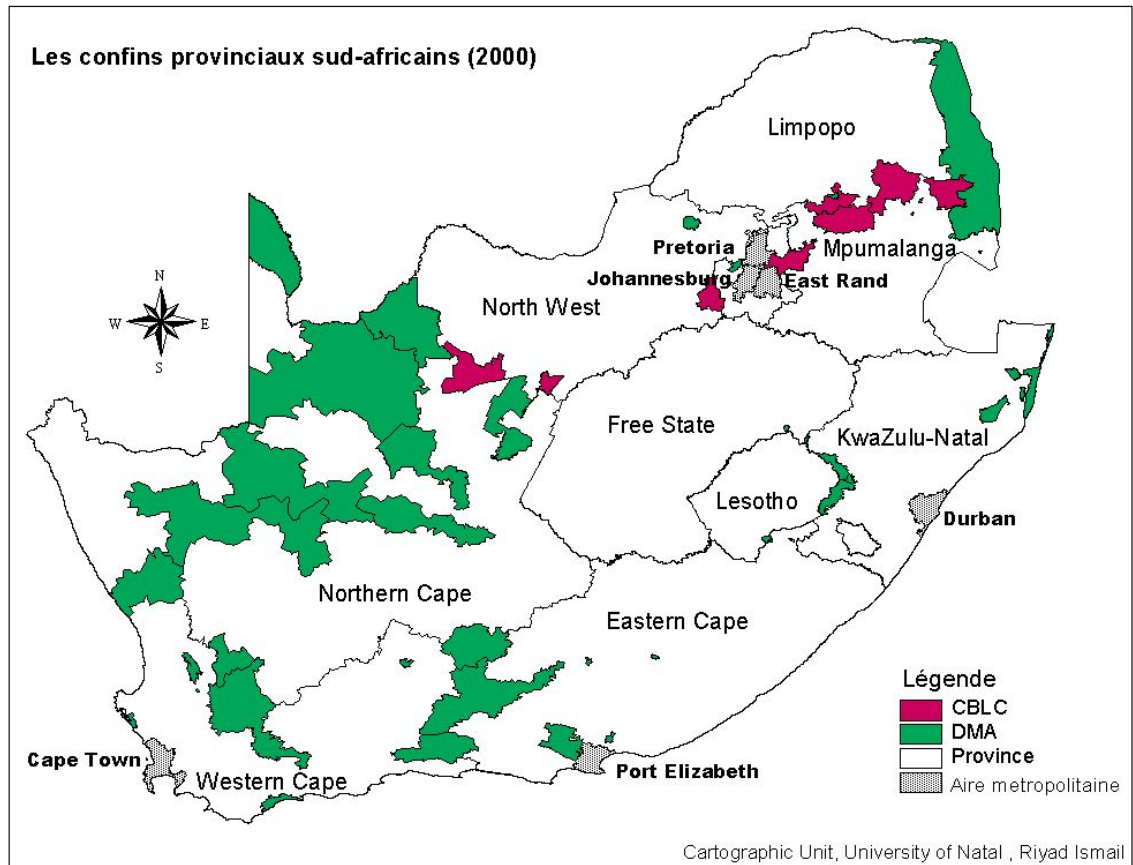 Les confins provinciaux sud-africains (2000)
Limpopo
Pretoria
Mpumalanga
Johannesburg
East Rand
North West
N
W
E
S
Free State
KwaZulu-Natal
Lesotho
Durban
Northern Cape
Eastern Cape
Cape Town
Western Cape
Port Elizabeth
Légende
CBLC
DMA
Province
Aire metropolitaine
Cartographic Unit, University of Natal , Riyad Ismail